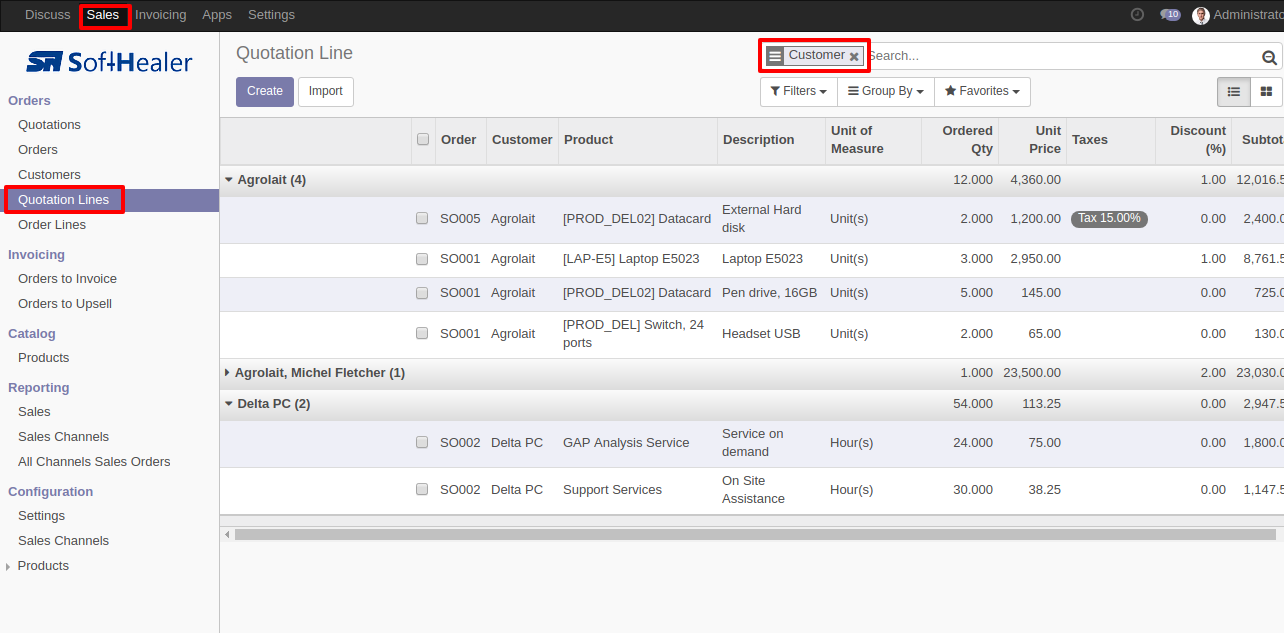 Discuss Sales Invoicing Apps Settings 10 Administrato
SoftHealer
Orders
Quotations
Orders
Customers
Quotation Lines
Order Lines
Invoicing
Orders to Invoice
Orders to Upsell
Catalog
Products
Reporting
Sales
Sales Channels
All Channels Sales Orders
Configuration
Settings
Sales Channels
Products
Quotation Line
Customer Search...
Create Import
Filters Group By Favorites
Order Customer Product Description Unit of Measure Ordered Qty Unit Price Taxes Discount (%) Subtot
Agrolait (4) 12.000 4,360.00 1.00 12,016.5
SO005 Agrolait [PROD_DEL02] Datacard External Hard disk Unit(s) 2.000 1,200.00 Tax 15.00% 0.00 2,400.0
SO001 Agrolait [LAP-E5] Laptop E5023 Laptop E5023 Unit(s) 3.000 2,950.00 1.00 8,761.5
SO001 Agrolait [PROD_DEL02] Datacard Pen drive, 16GB Unit(s) 5.000 145.00 0.00 725.0
SO001 Agrolait [PROD_DEL] Switch, 24 ports Headset USB Unit(s) 2.000 65.00 0.00 130.0
Agrolait, Michel Fletcher (1) 1.000 23,500.00 2.00 23,030.0
Delta PC (2) 54.000 113.25 0.00 2,947.5
SO002 Delta PC GAP Analysis Service Service on demand Hour(s) 24.000 75.00 0.00 1,800.0
SO002 Delta PC Support Services On Site Assistance Hour(s) 30.000 38.25 0.00 1,147.5